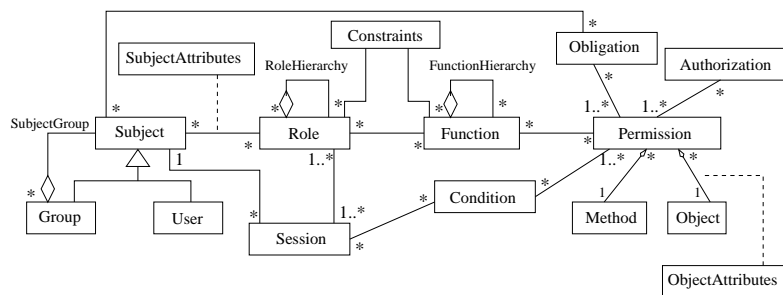 Constraints
Obligation
*
*
SubjectAttributes
RoleHierarchy
FunctionHierarchy
Authorization
*
*
*
*
*
*
*
*
1..*
1..*
SubjectGroup
Subject
*
*
Role
*
*
Function
*
*
Permission
1
1..*
1..*
*
*
*
Condition
*
*
1
1
Group
User
*
1..*
Method
Object
Session
*
ObjectAttributes